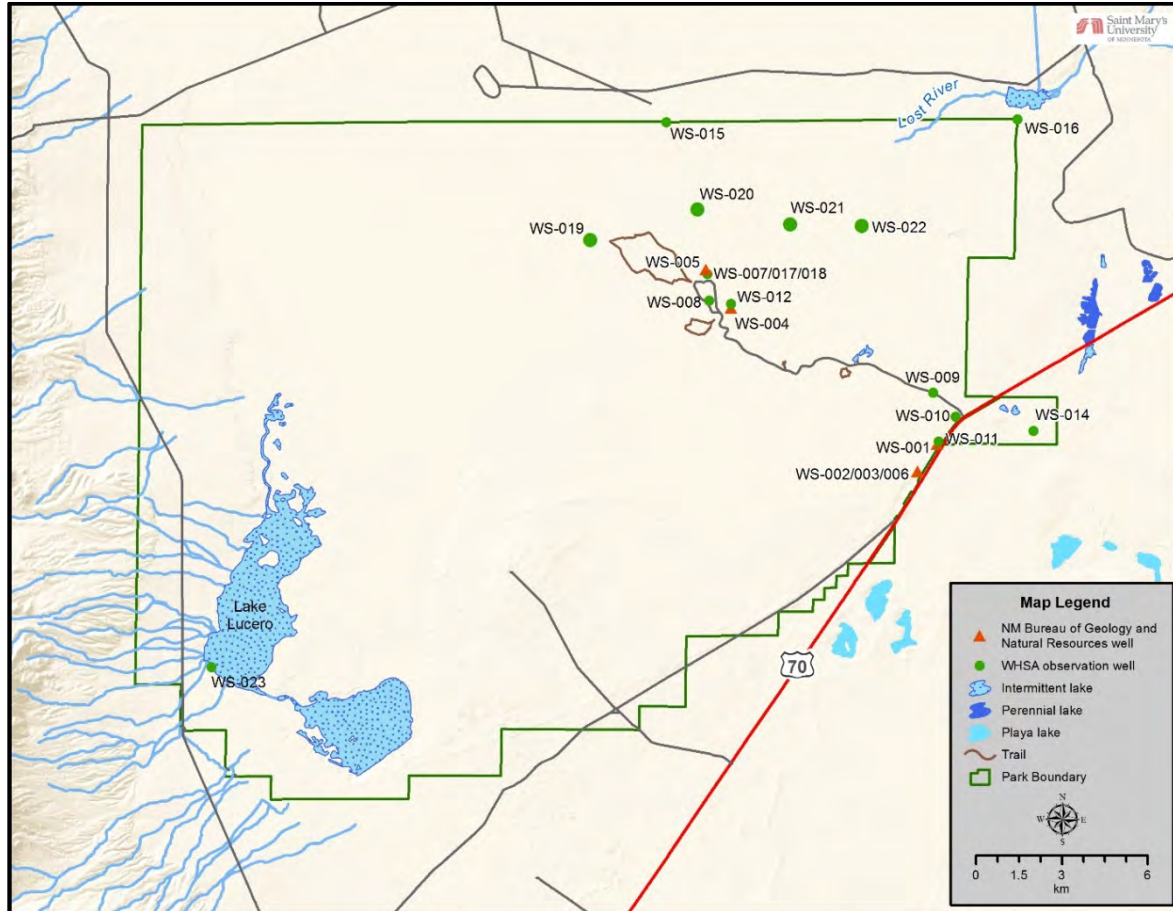 Saint Mary's
University
OF MINNESOTA
Lost River
WS-015
WS-016
WS-020
WS-021
WS-022
WS-019
WS-005
WS-007/017/018
WS-008
WS-012
WS-004
WS-009
WS-010
WS-014
WS-001
WS-011
WS-002/003/006
Lake
Lucero
WS-023
70
Map Legend
NM Bureau of Geology and
Natural Resources well
WHSA observation well
Intermittent lake
Perennial lake
Playa lake
Trail
Park Boundary
N
W
E
S
0 1.5 3 6
km